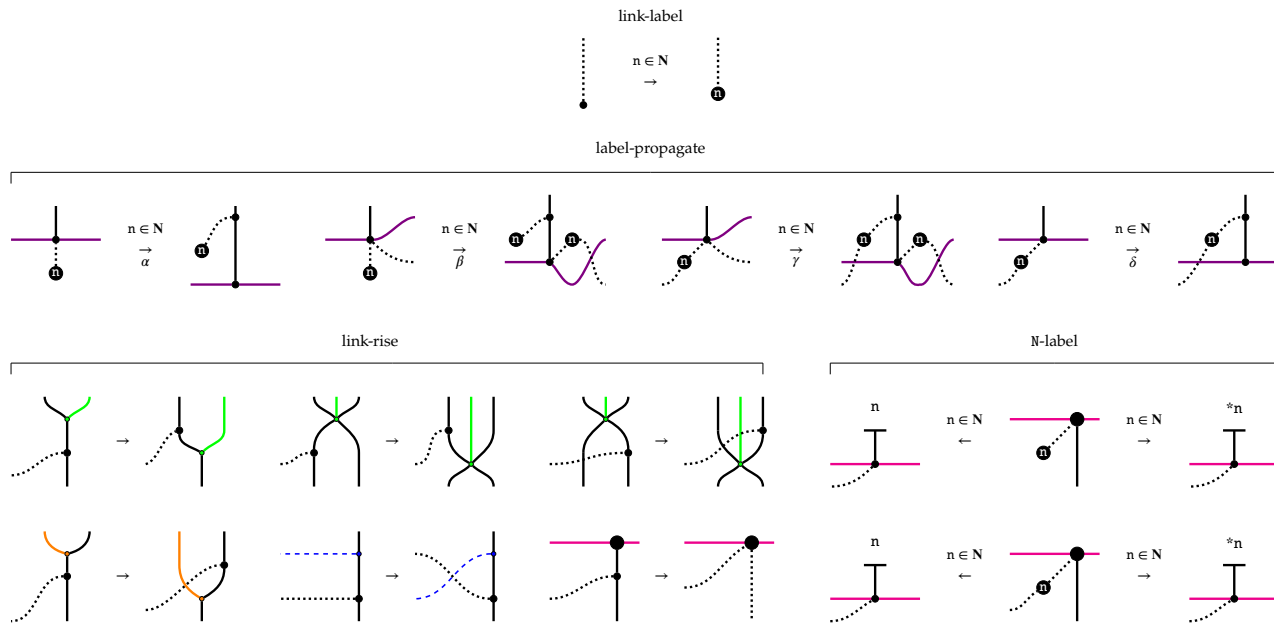 link-label
n ∈ N
→
n
label-propagate
n ∈ N
→
α
n ∈ N
→
β
n ∈ N
→
γ
n ∈ N
→
δ
n n n n n n n n n n
link-rise
N-label
→ → →
n n ∈ N ← n n ∈ N → *n
→ → →
n n ∈ N ← n n ∈ N → *n